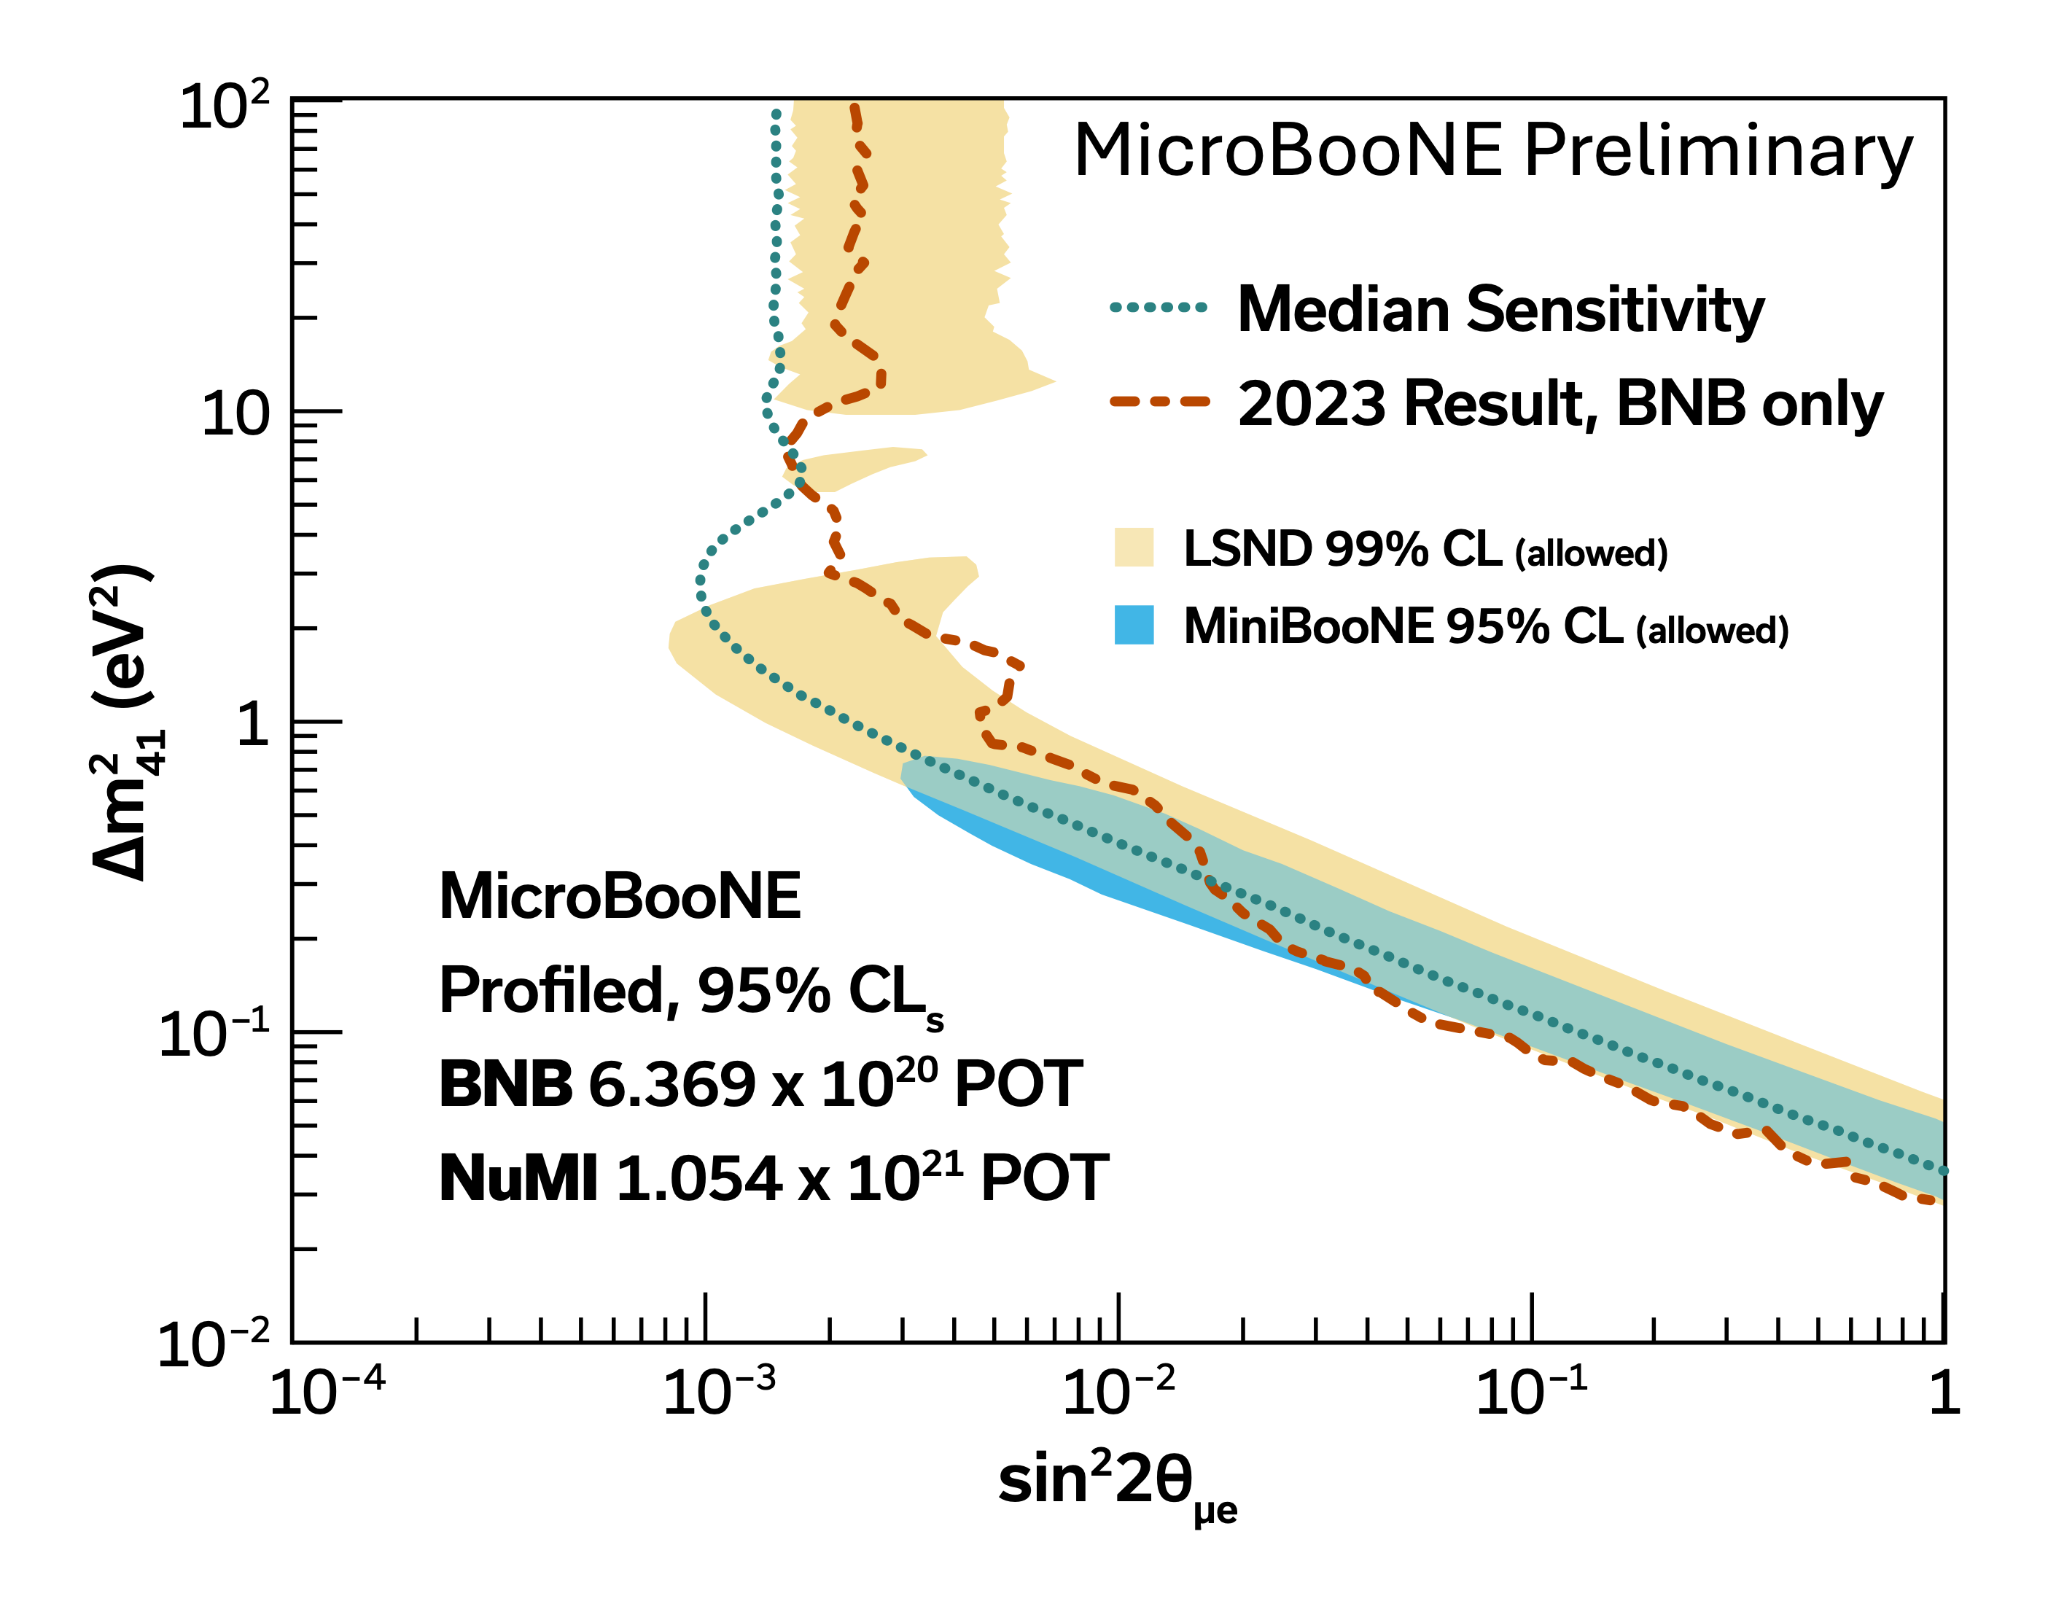 MicroBooNE Preliminary
Median Sensitivity
2023 Result, BNB only
LSND 99% CL (allowed)
MiniBooNE 95% CL (allowed)
MicroBooNE
Profiled, 95% CLₛ
BNB 6.369 x 10²⁰ POT
NuMI 1.054 x 10²¹ POT
10²
10
1
10⁻¹
10⁻²
Δm²₄₁ (eV²)
10⁻⁴
10⁻³
10⁻²
10⁻¹
1
sin²2θμe